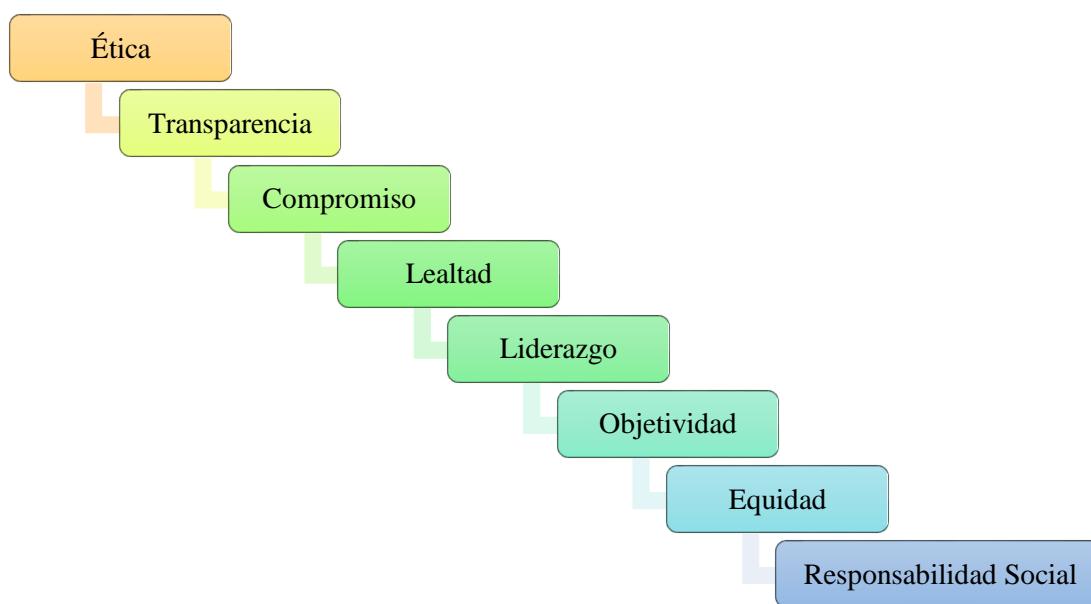 Ética
Transparencia
Compromiso
Lealtad
Liderazgo
Objetividad
Equidad
Responsabilidad Social